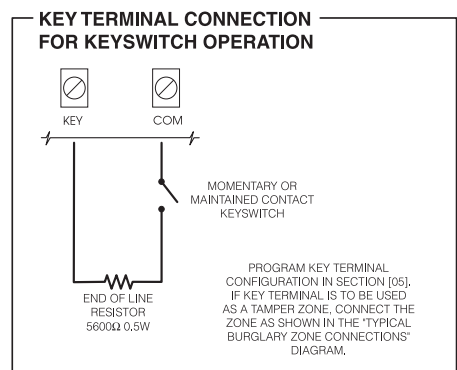 KEY TERMINAL CONNECTION
FOR KEYSWITCH OPERATION
KEY
COM
MOMENTARY OR
MAINTAINED CONTACT
KEYSWITCH
END OF LINE
RESISTOR
5600Ω 0.5W
PROGRAM KEY TERMINAL
CONFIGURATION IN SECTION [05].
IF KEY TERMINAL IS TO BE USED
AS A TAMPER ZONE, CONNECT THE
ZONE AS SHOWN IN THE "TYPICAL
BURGLARY ZONE CONNECTIONS"
DIAGRAM.